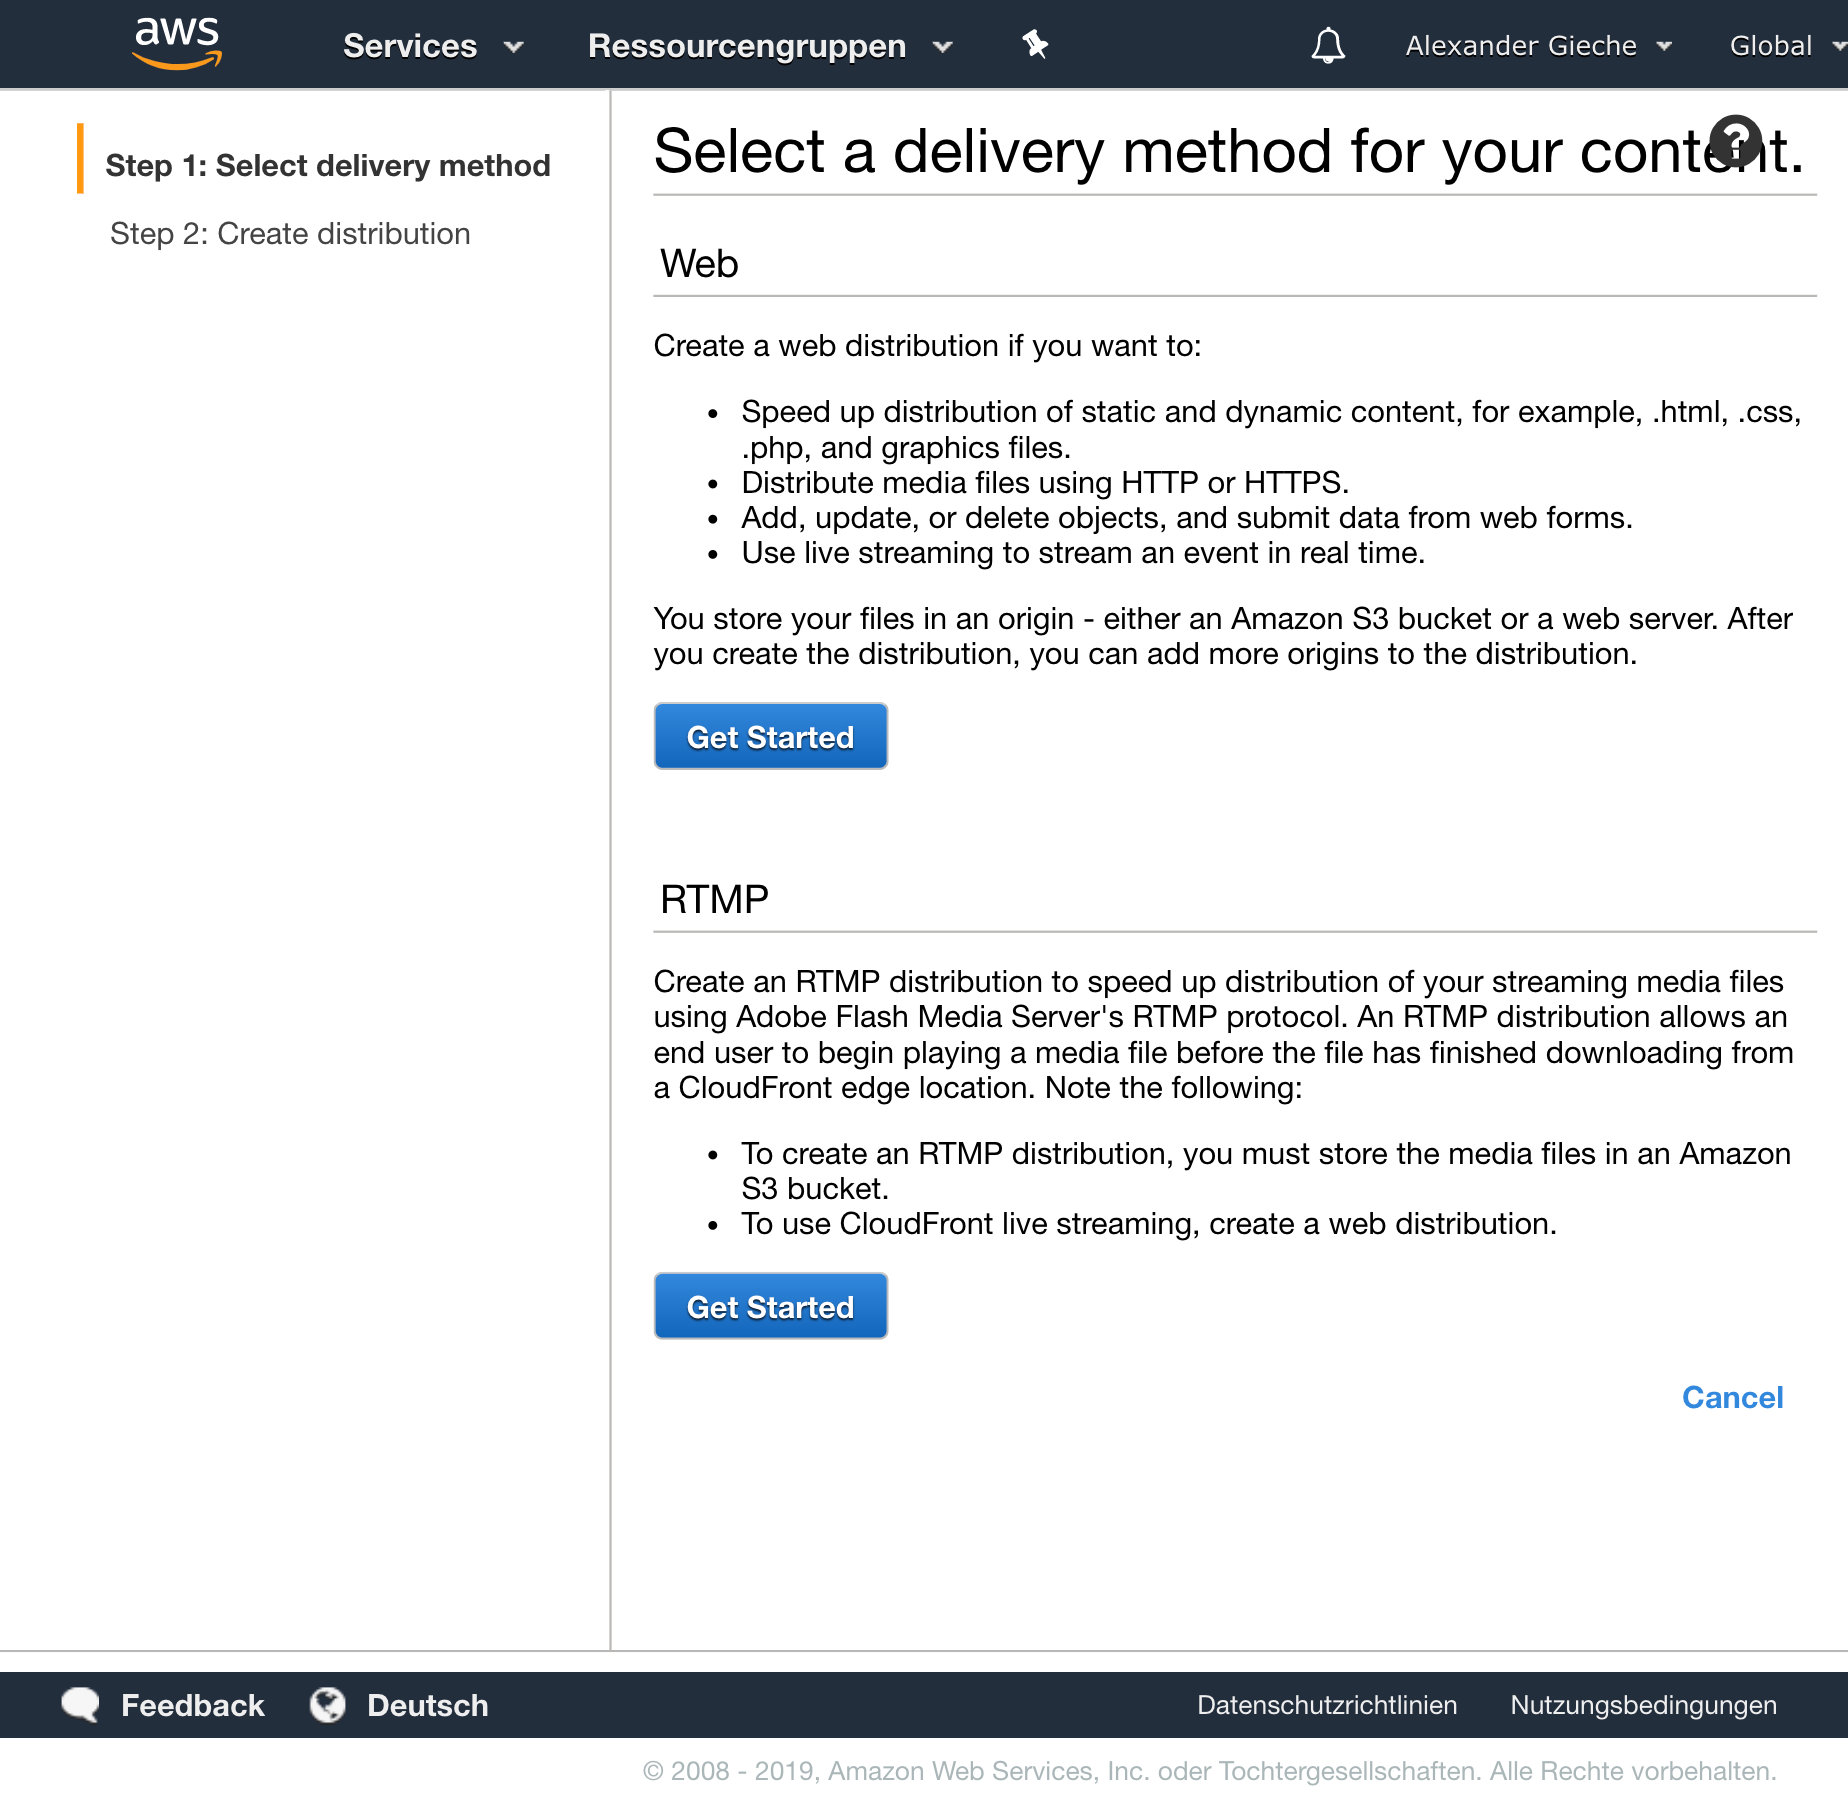 aws Services Ressourcengruppen Alexander Gieche Global
Step 1: Select delivery method
Step 2: Create distribution
Select a delivery method for your content.
Web
Create a web distribution if you want to:
• Speed up distribution of static and dynamic content, for example, .html, .css,
.php, and graphics files.
• Distribute media files using HTTP or HTTPS.
• Add, update, or delete objects, and submit data from web forms.
• Use live streaming to stream an event in real time.
You store your files in an origin - either an Amazon S3 bucket or a web server. After
you create the distribution, you can add more origins to the distribution.
Get Started
RTMP
Create an RTMP distribution to speed up distribution of your streaming media files
using Adobe Flash Media Server's RTMP protocol. An RTMP distribution allows an
end user to begin playing a media file before the file has finished downloading from
a CloudFront edge location. Note the following:
• To create an RTMP distribution, you must store the media files in an Amazon
S3 bucket.
• To use CloudFront live streaming, create a web distribution.
Get Started
Cancel
Feedback Deutsch Datenschutzrichtlinien Nutzungsbedingungen
© 2008 - 2019, Amazon Web Services, Inc. oder Tochtergesellschaften. Alle Rechte vorbehalten.